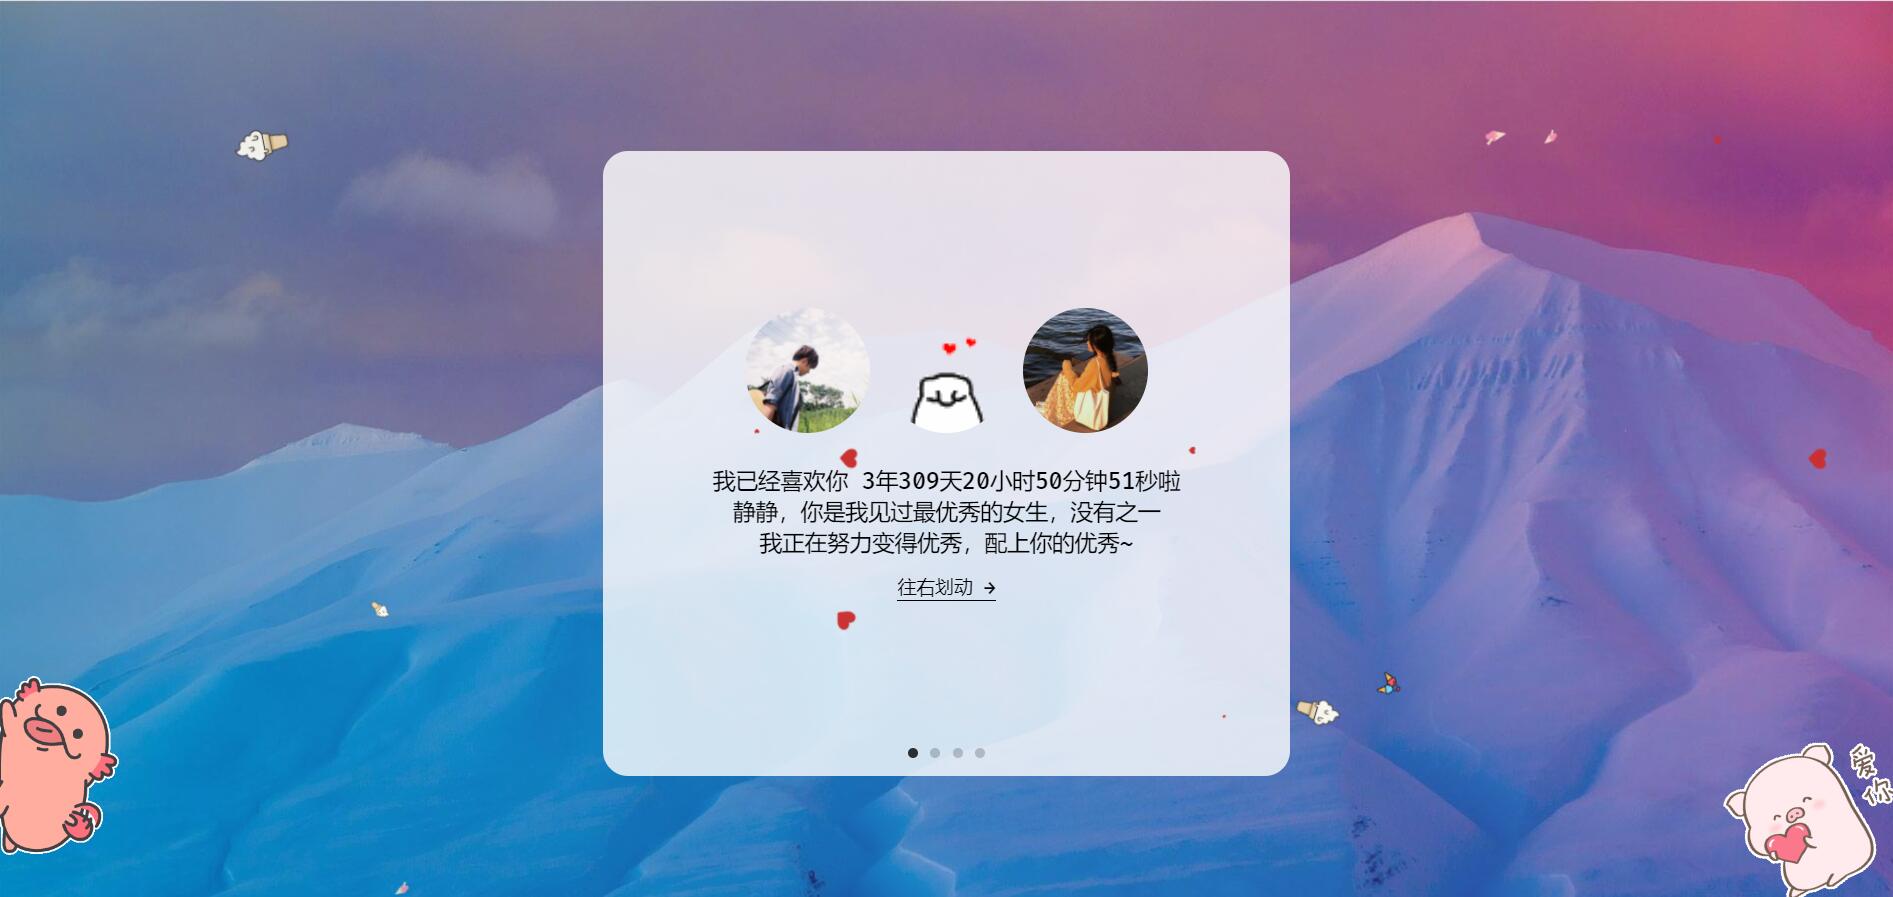 我已经喜欢你 3年309天20小时50分钟51秒啦
静静，你是我见过最优秀的女生，没有之一
我正在努力变得优秀，配上你的优秀~
往右划动 →
爱你